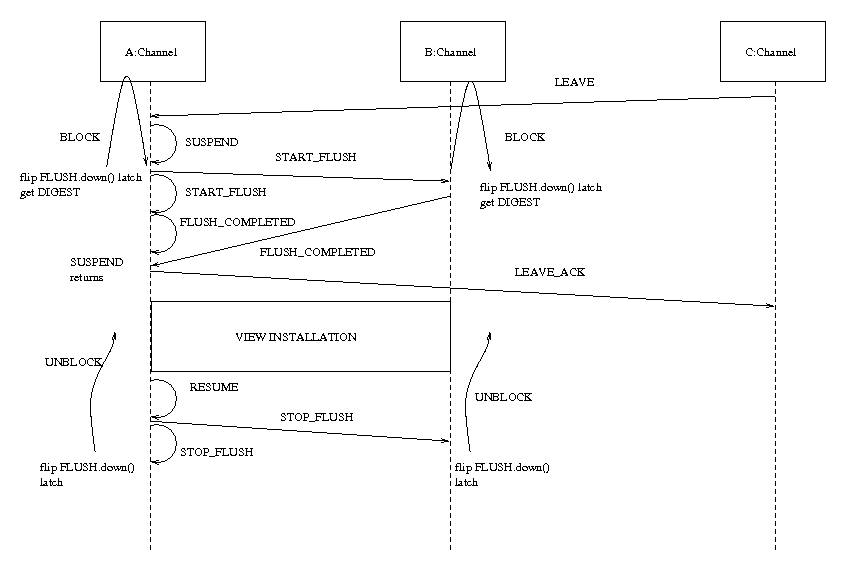 A:Channel
B:Channel
C:Channel
LEAVE
BLOCK
SUSPEND
BLOCK
START_FLUSH
flip FLUSH.down() latch
get DIGEST
START_FLUSH
flip FLUSH.down() latch
get DIGEST
FLUSH_COMPLETED
FLUSH_COMPLETED
SUSPEND
returns
LEAVE_ACK
VIEW INSTALLATION
UNBLOCK
RESUME
UNBLOCK
STOP_FLUSH
STOP_FLUSH
flip FLUSH.down()
latch
flip FLUSH.down()
latch